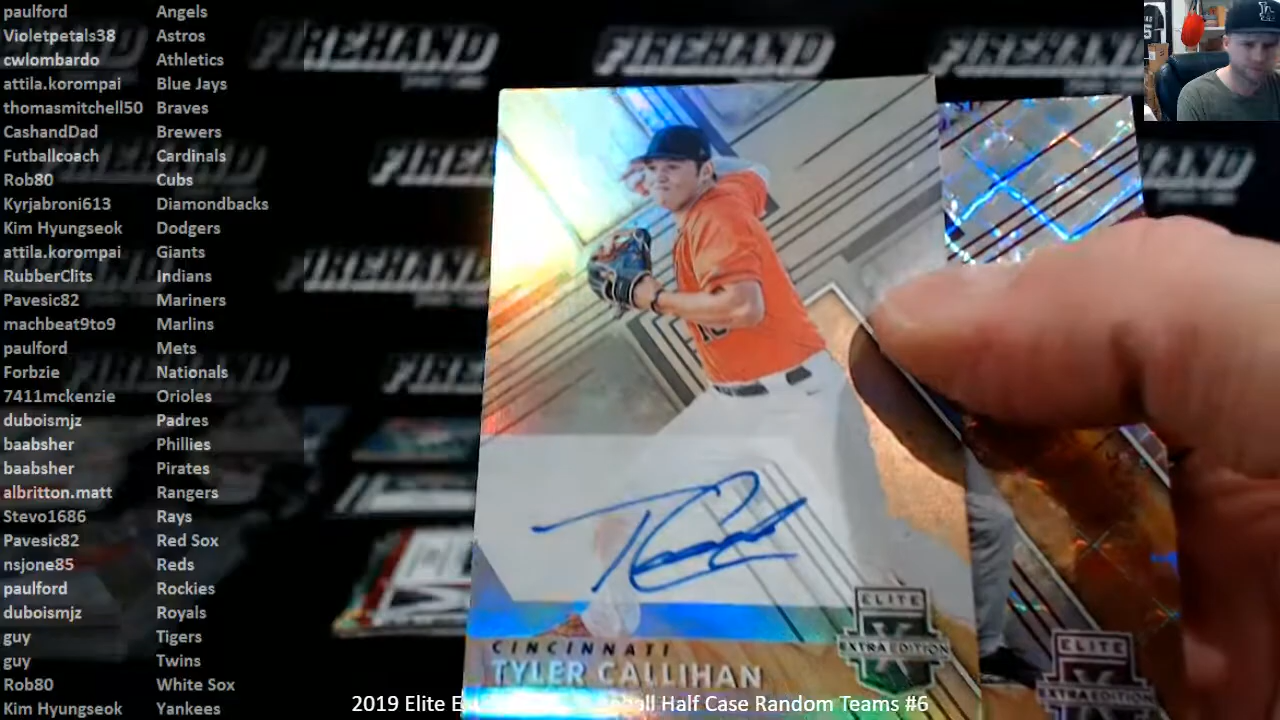 paulford Angels
Violetpetals38 Astros
cwlombardo Athletics
attila.korompai Blue Jays
thomasmitchell50 Braves
CashandDad Brewers
Futballcoach Cardinals
Rob80 Cubs
Kyrjabroni613 Diamondbacks
Kim Hyungseok Dodgers
attila.korompai Giants
RubberClits Indians
Pavesic82 Mariners
machbeat9to9 Marlins
paulford Mets
Forbzie Nationals
7411mckenzie Orioles
duboismjz Padres
baabsher Phillies
baabsher Pirates
albritton.matt Rangers
Stevo1686 Rays
Pavesic82 Red Sox
nsjone85 Reds
paulford Rockies
duboismjz Royals
guy Tigers
guy Twins
Rob80 White Sox
Kim Hyungseok Yankees
FIREHAND
FIREHAND
FIREHAND
FIREHAND
FIREHAND
ELITE
EXTRA EDITION
CINCINNATI
TYLER CALLIHAN
ELITE
EXTRA EDITION
2019 Elite Half Case Random Teams #6